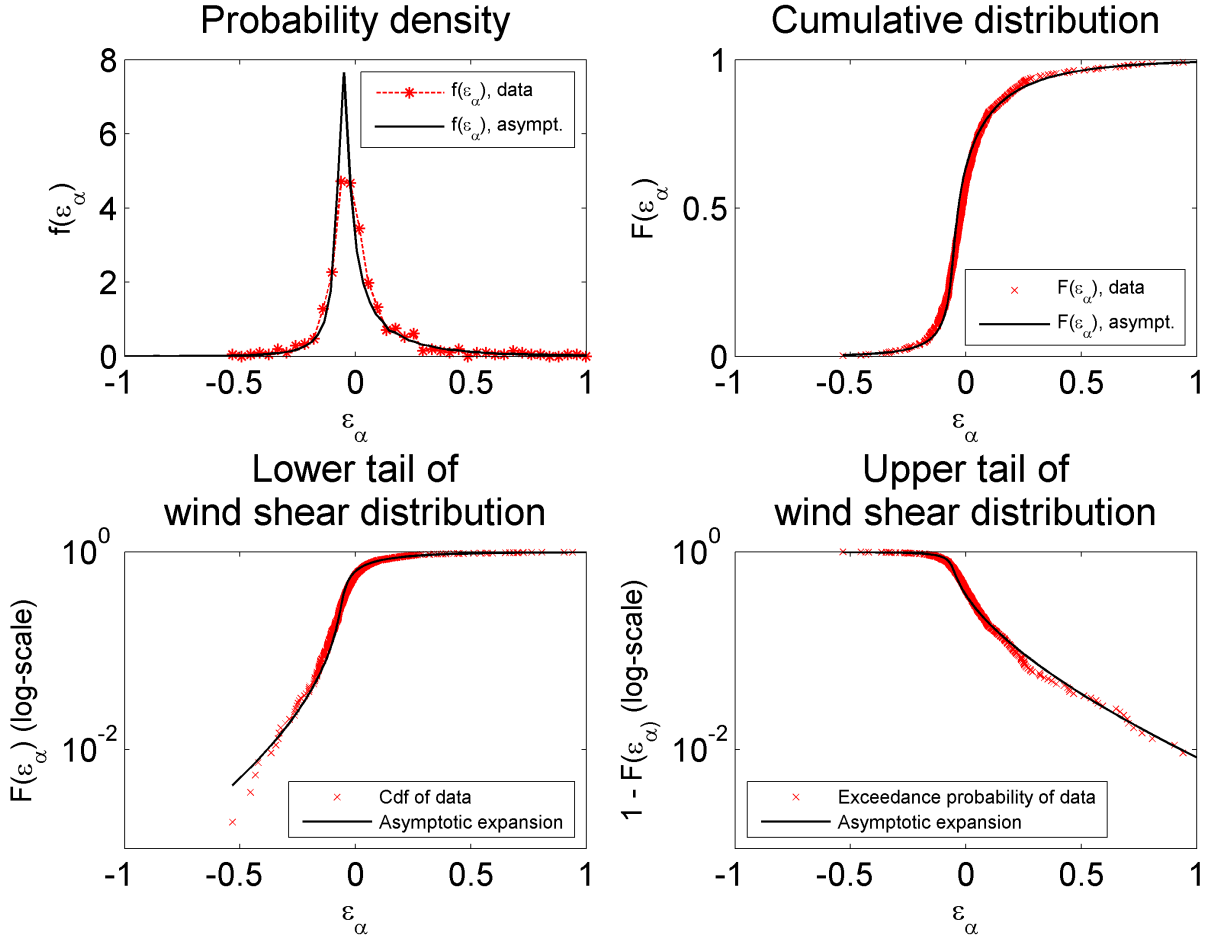 Probability density
8
6
4
2
0
-1 -0.5 0 0.5 1
f(εα)
εα
f(εα), data
f(εα), asympt.
Cumulative distribution
1
0.5
0
-1 -0.5 0 0.5 1
F(εα)
εα
F(εα), data
F(εα), asympt.
Lower tail of
wind shear distribution
10^0
10^-2
-1 -0.5 0 0.5 1
F(εα) (log-scale)
εα
Cdf of data
Asymptotic expansion
Upper tail of
wind shear distribution
10^0
10^-2
-1 -0.5 0 0.5 1
1 - F(εα) (log-scale)
εα
Exceedance probability of data
Asymptotic expansion